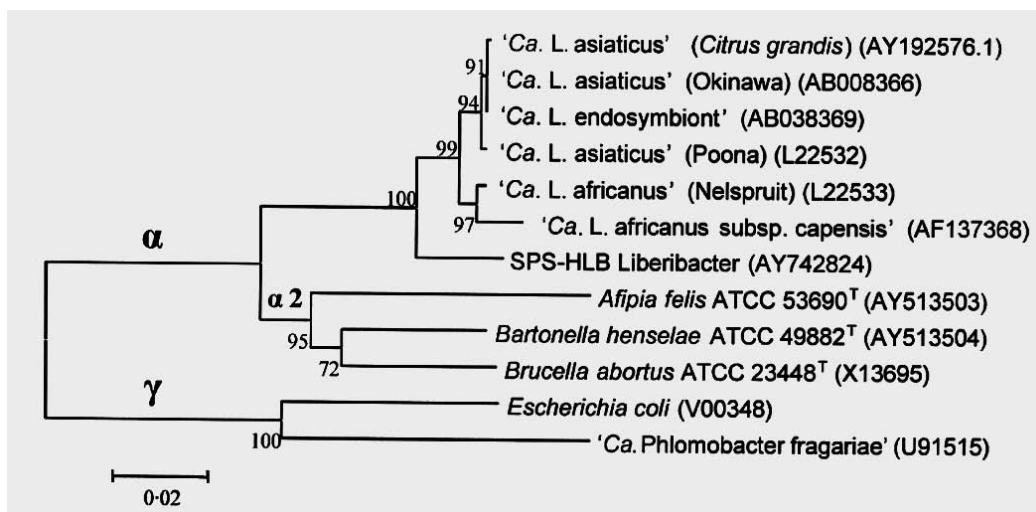 ‘Ca. L. asiaticus’ (Citrus grandis) (AY192576.1)
91
‘Ca. L. asiaticus’ (Okinawa) (AB008366)
94
‘Ca. L. endosymbiont’ (AB038369)
99
‘Ca. L. asiaticus’ (Poona) (L22532)
100
‘Ca. L. africanus’ (Nelspruit) (L22533)
97
‘Ca. L. africanus subsp. capensis’ (AF137368)
α
SPS-HLB Liberibacter (AY742824)
α 2
Afipia felis ATCC 53690ᵀ (AY513503)
95
Bartonella henselae ATCC 49882ᵀ (AY513504)
72
Brucella abortus ATCC 23448ᵀ (X13695)
γ
Escherichia coli (V00348)
100
‘Ca. Phlomobacter fragariae’ (U91515)
0·02